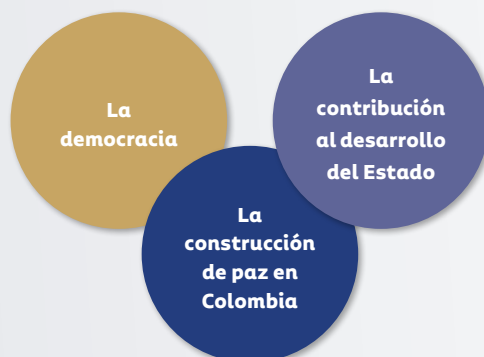 La
democracia
La
contribución
al desarrollo
del Estado
La
construcción
de paz en
Colombia